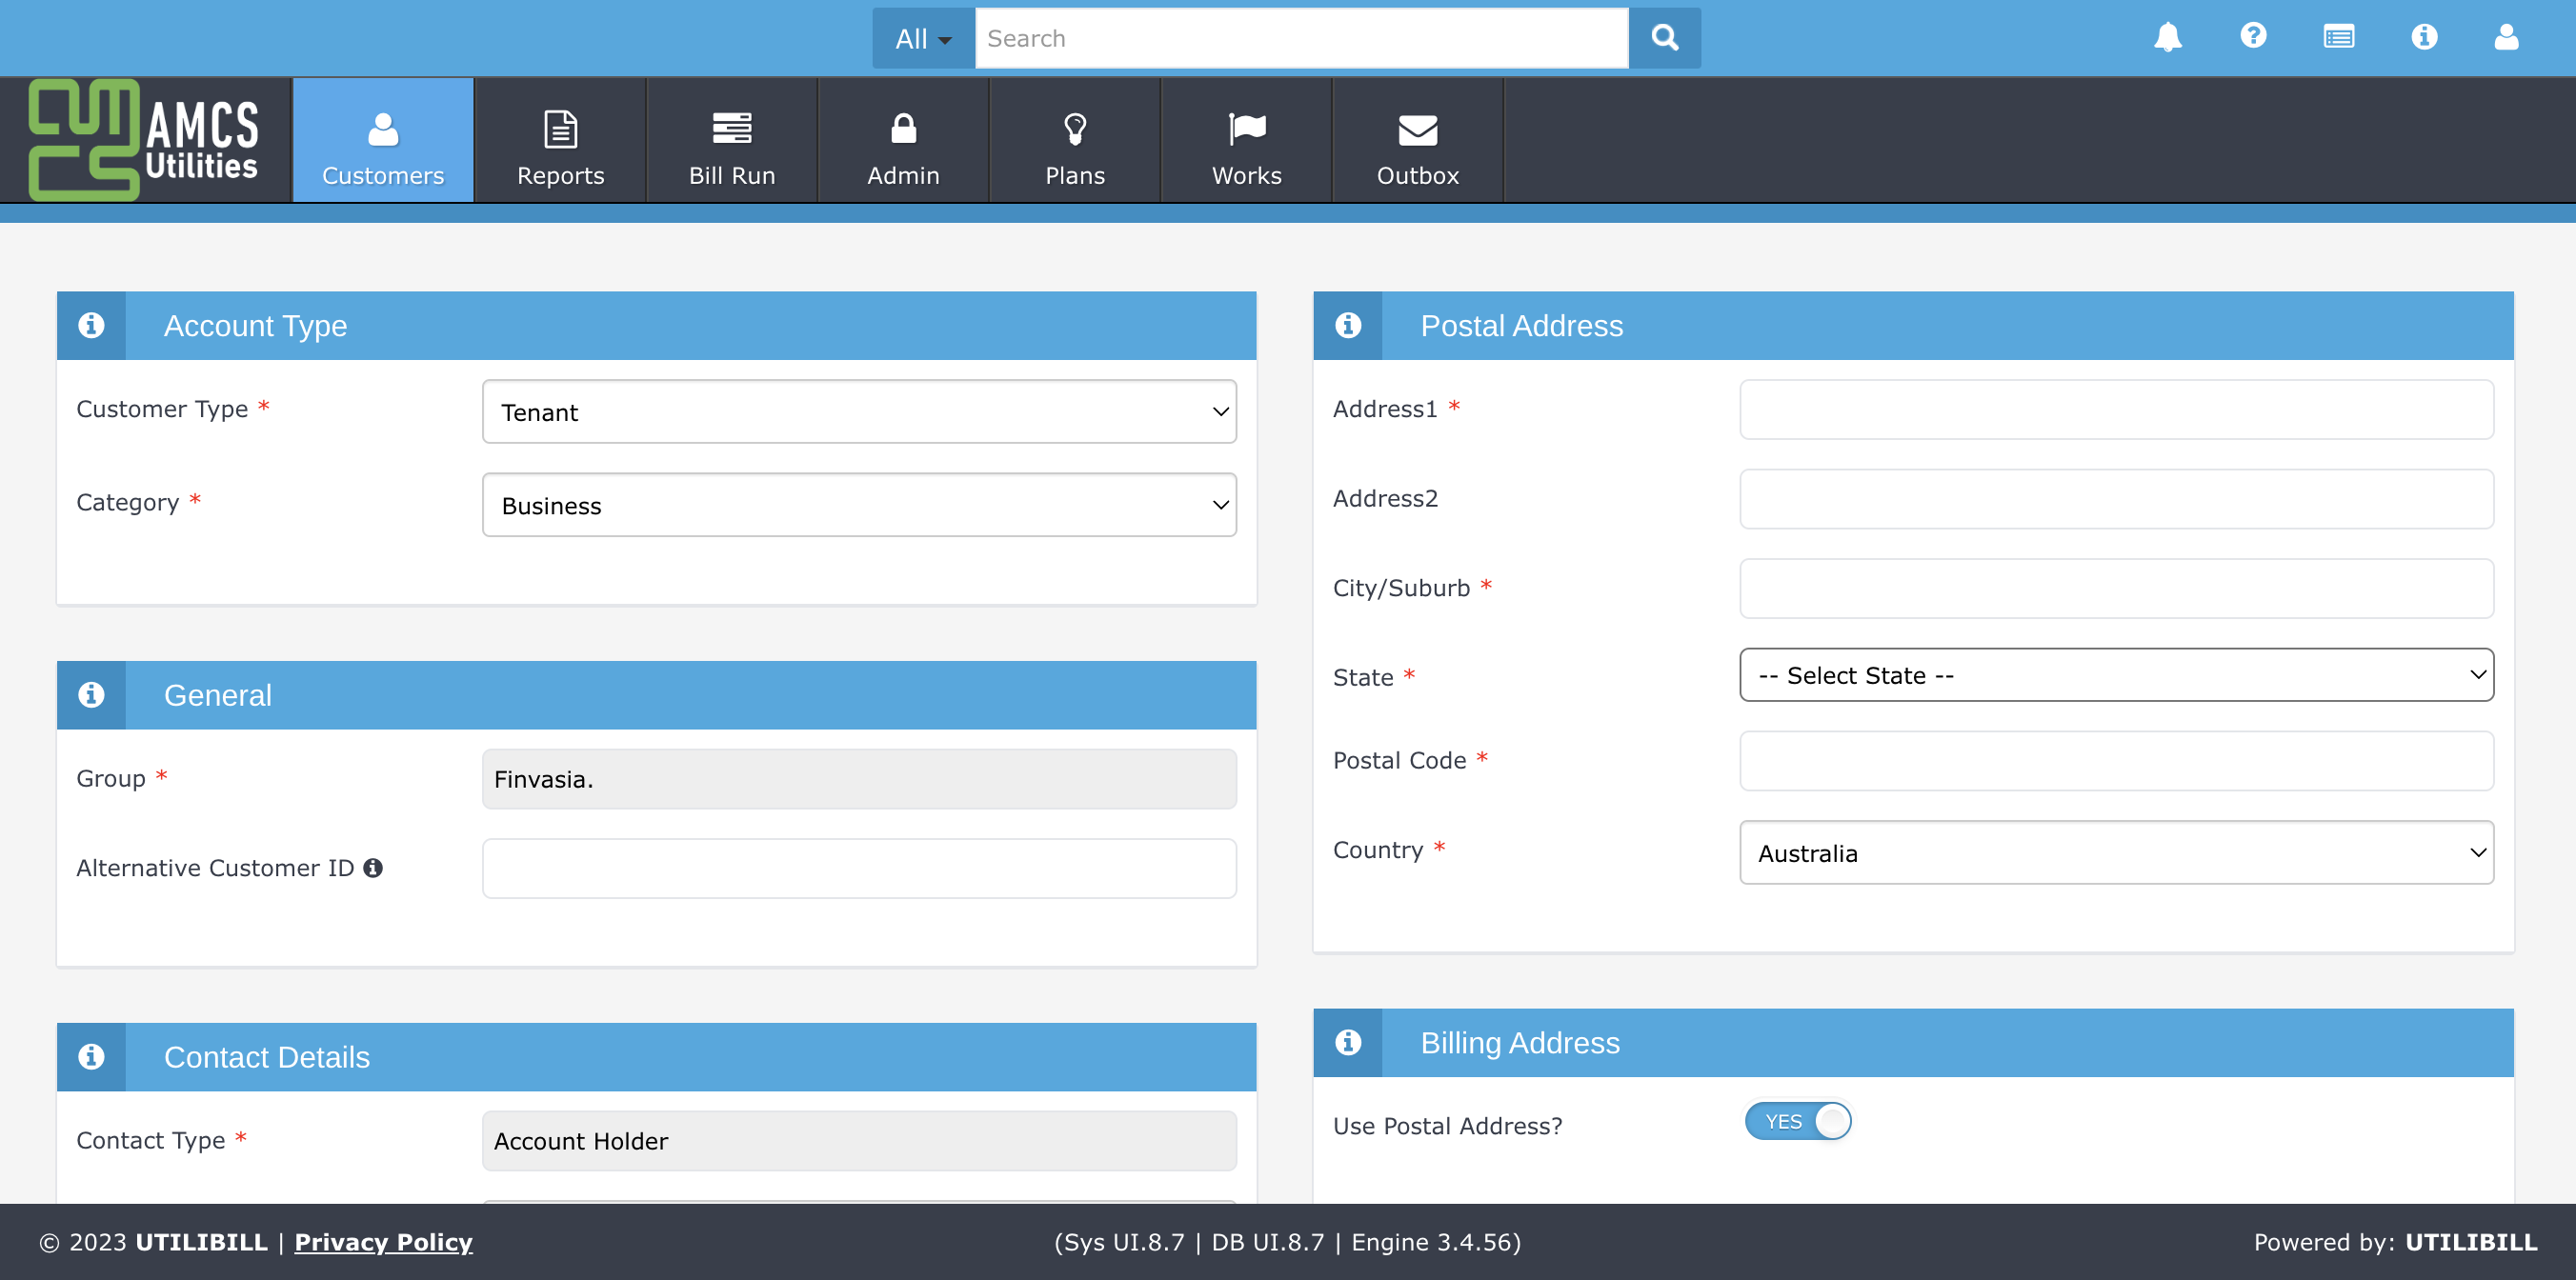 All
Search
AMCS
Utilities
Customers
Reports
Bill Run
Admin
Plans
Works
Outbox
Account Type
Customer Type *
Tenant
Category *
Business
General
Group *
Finvasia.
Alternative Customer ID
Contact Details
Contact Type *
Account Holder
Postal Address
Address1 *
Address2
City/Suburb *
State *
-- Select State --
Postal Code *
Country *
Australia
Billing Address
Use Postal Address?
YES
© 2023 UTILIBILL | Privacy Policy
(Sys UI.8.7 | DB UI.8.7 | Engine 3.4.56)
Powered by: UTILIBILL